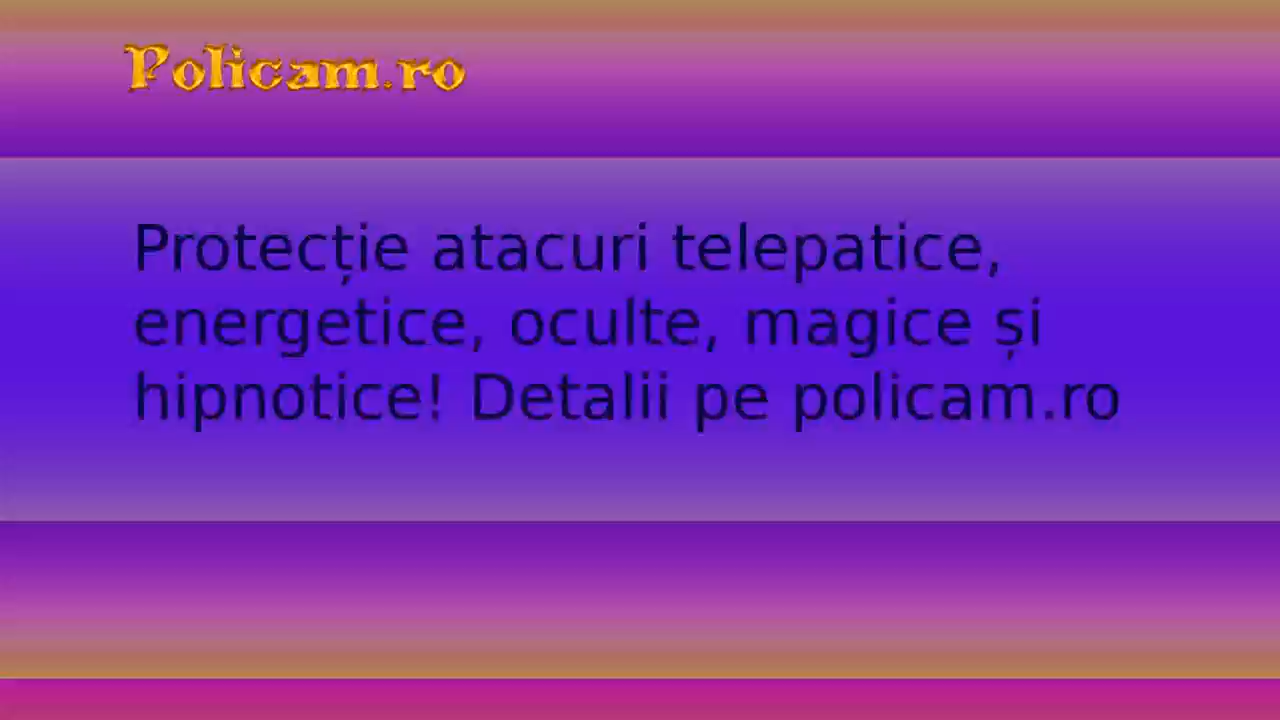 Policam.ro
Protecție atacuri telepatice,
energetice, oculte, magice și
hipnotice! Detalii pe policam.ro